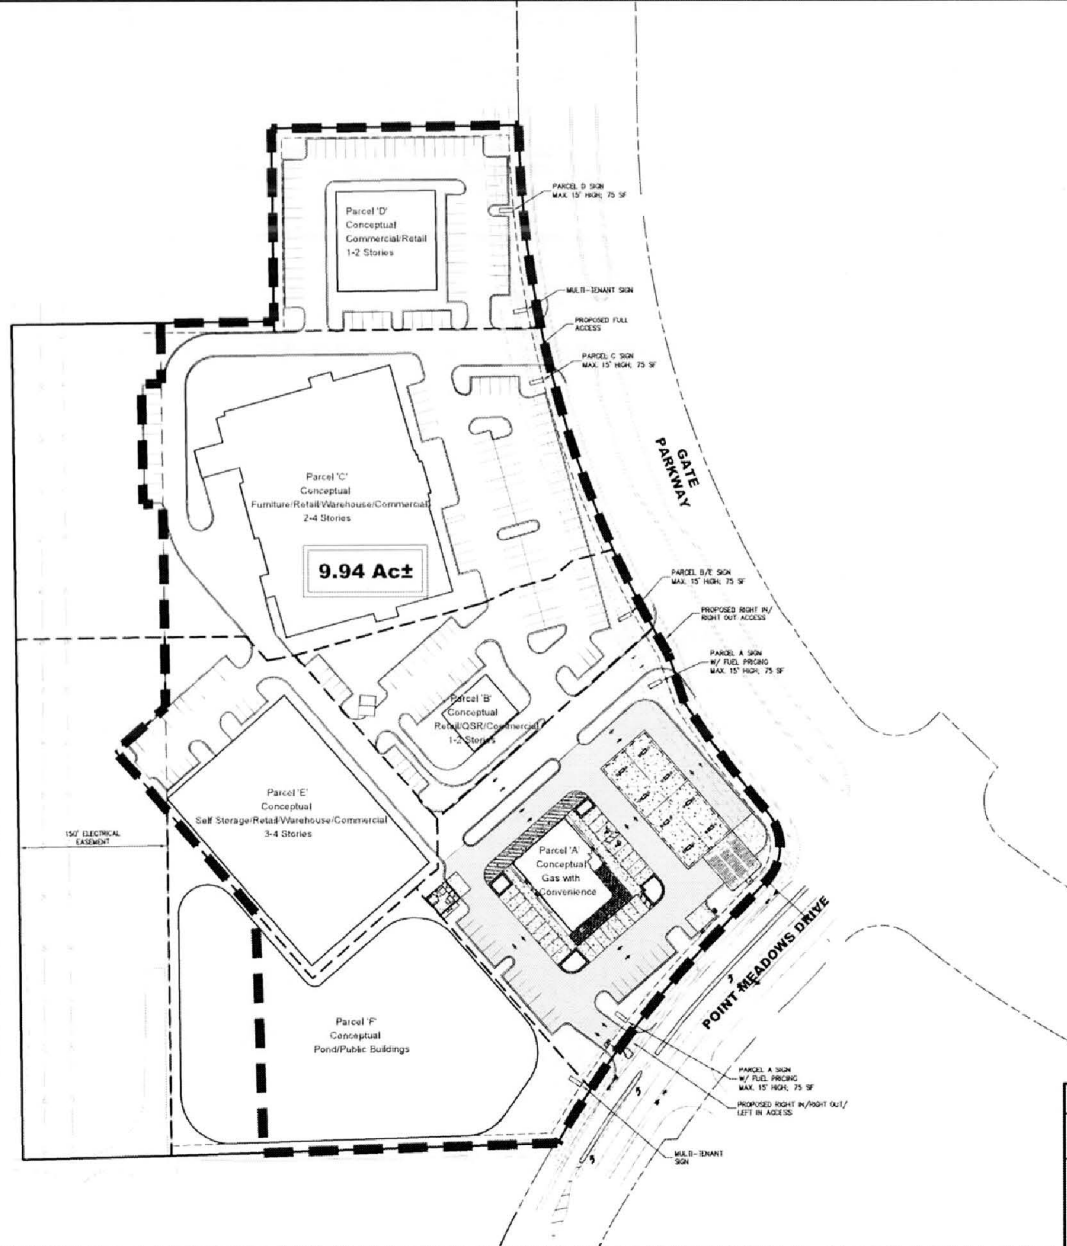 PARCEL D SIGN
MAX. 15' HIGH; 75 SF
Parcel 'D'
Conceptual
Commercial/Retail
1-2 Stories
MULTI-TENANT SIGN
PROPOSED FULL
ACCESS
PARCEL C SIGN
MAX. 15' HIGH; 75 SF
GATE
PARKWAY
Parcel 'C'
Conceptual
Furniture/Retail/Warehouse/Commercial
2-4 Stories
9.94 Ac±
PARCEL B/E SIGN
MAX. 15' HIGH; 75 SF
PROPOSED RIGHT IN/
RIGHT OUT ACCESS
PARCEL A SIGN
W/ FUEL PRICING
MAX. 15' HIGH; 75 SF
Parcel 'B'
Conceptual
Retail/QSR/Commercial
1-2 Stories
Parcel 'E'
Conceptual
Self Storage/Retail/Warehouse/Commercial
3-4 Stories
150' ELECTRICAL
EASEMENT
Parcel 'A'
Conceptual
Gas with
Convenience
POINT MEADOWS DRIVE
Parcel 'F'
Conceptual
Pond/Public Buildings
PARCEL A SIGN
W/ FUEL PRICING
MAX. 15' HIGH; 75 SF
PROPOSED RIGHT IN/RIGHT OUT/
LEFT IN ACCESS
MULTI-TENANT
SIGN